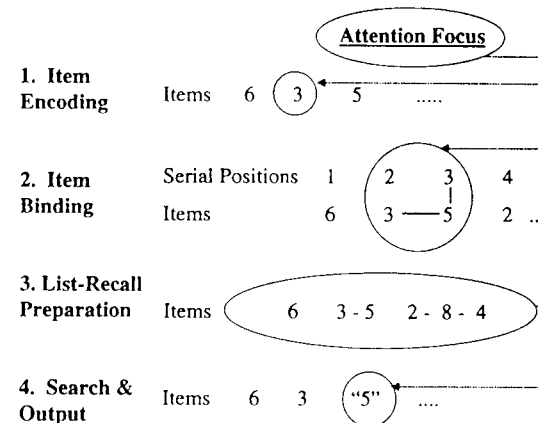 Attention Focus
1. Item
Encoding
Items 6 3 5 .....
2. Item
Binding
Serial Positions 1 2 3 4
Items 6 3 — 5 2 ..
3. List-Recall
Preparation
Items 6 3 - 5 2 - 8 - 4
4. Search &
Output
Items 6 3 “5” ....